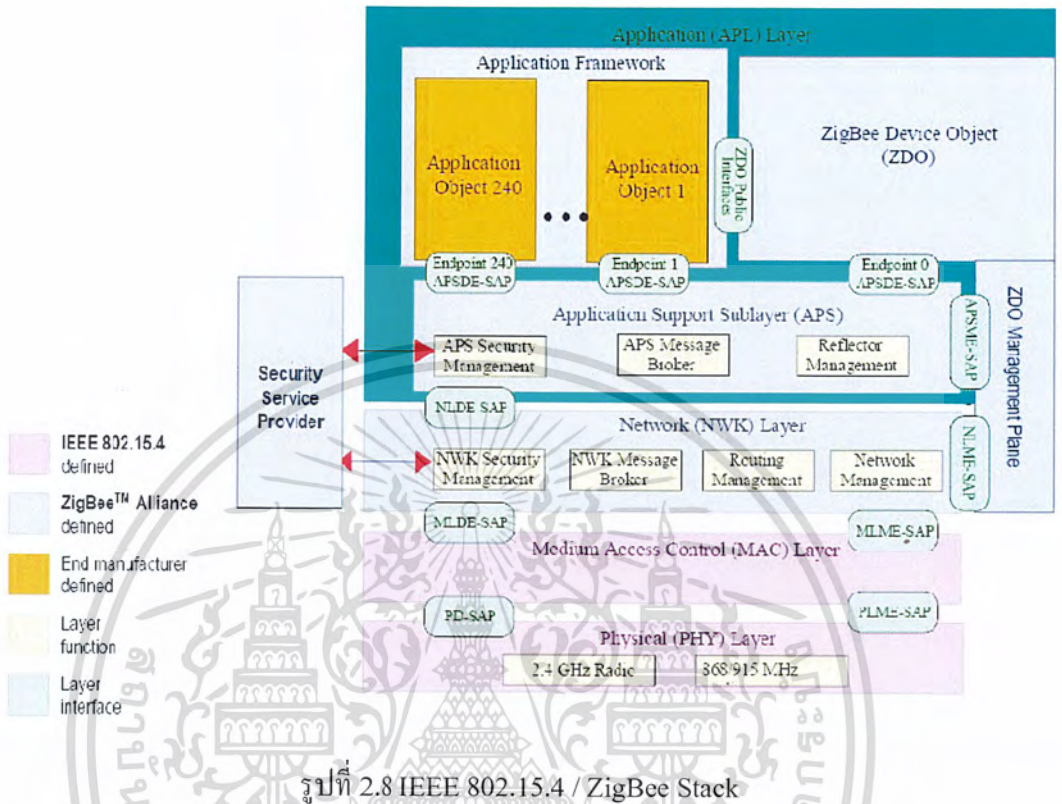 Application (APL) Layer
Application Framework
ZigBee Device Object
(ZDO)
Application
Object 240
•••
Application
Object 1
ZDO Public
Interfaces
Endpoint 240
APSDE-SAP
Endpoint 1
APSDE-SAP
Endpoint 0
APSDE-SAP
Application Support Sublayer (APS)
APS Security
Management
APS Message
Broker
Reflector
Management
APSME-SAP
ZDO Management Plane
Security
Service
Provider
NLDE-SAP
Network (NWK) Layer
NWK Security
Management
NWK Message
Broker
Routing
Management
Network
Management
NLME-SAP
MLDE-SAP
MLME-SAP
Medium Access Control (MAC) Layer
PD-SAP
PLME-SAP
Physical (PHY) Layer
2.4 GHz Radio
868/915 MHz
IEEE 802.15.4
defined
ZigBee™ Alliance
defined
End manufacturer
defined
Layer
function
Layer
interface
รูปที่ 2.8 IEEE 802.15.4 / ZigBee Stack